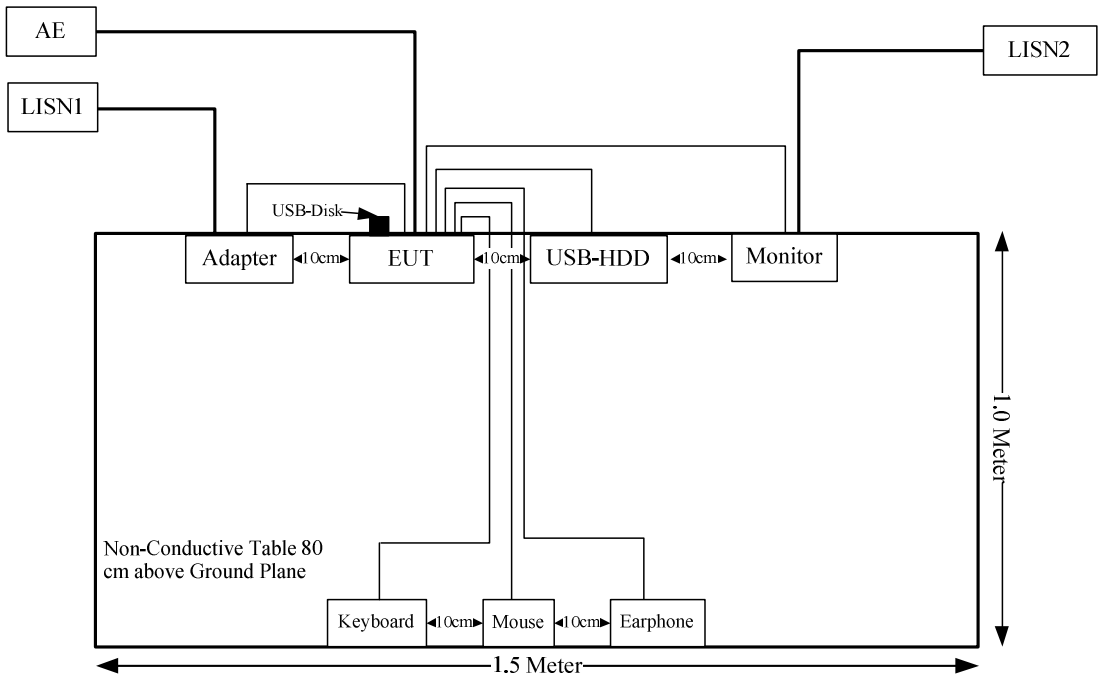 AE
LISN2
LISN1
USB-Disk
Adapter
10cm
EUT
10cm
USB-HDD
10cm
Monitor
1.0 Meter
Non-Conductive Table 80
cm above Ground Plane
Keyboard
10cm
Mouse
10cm
Earphone
1.5 Meter